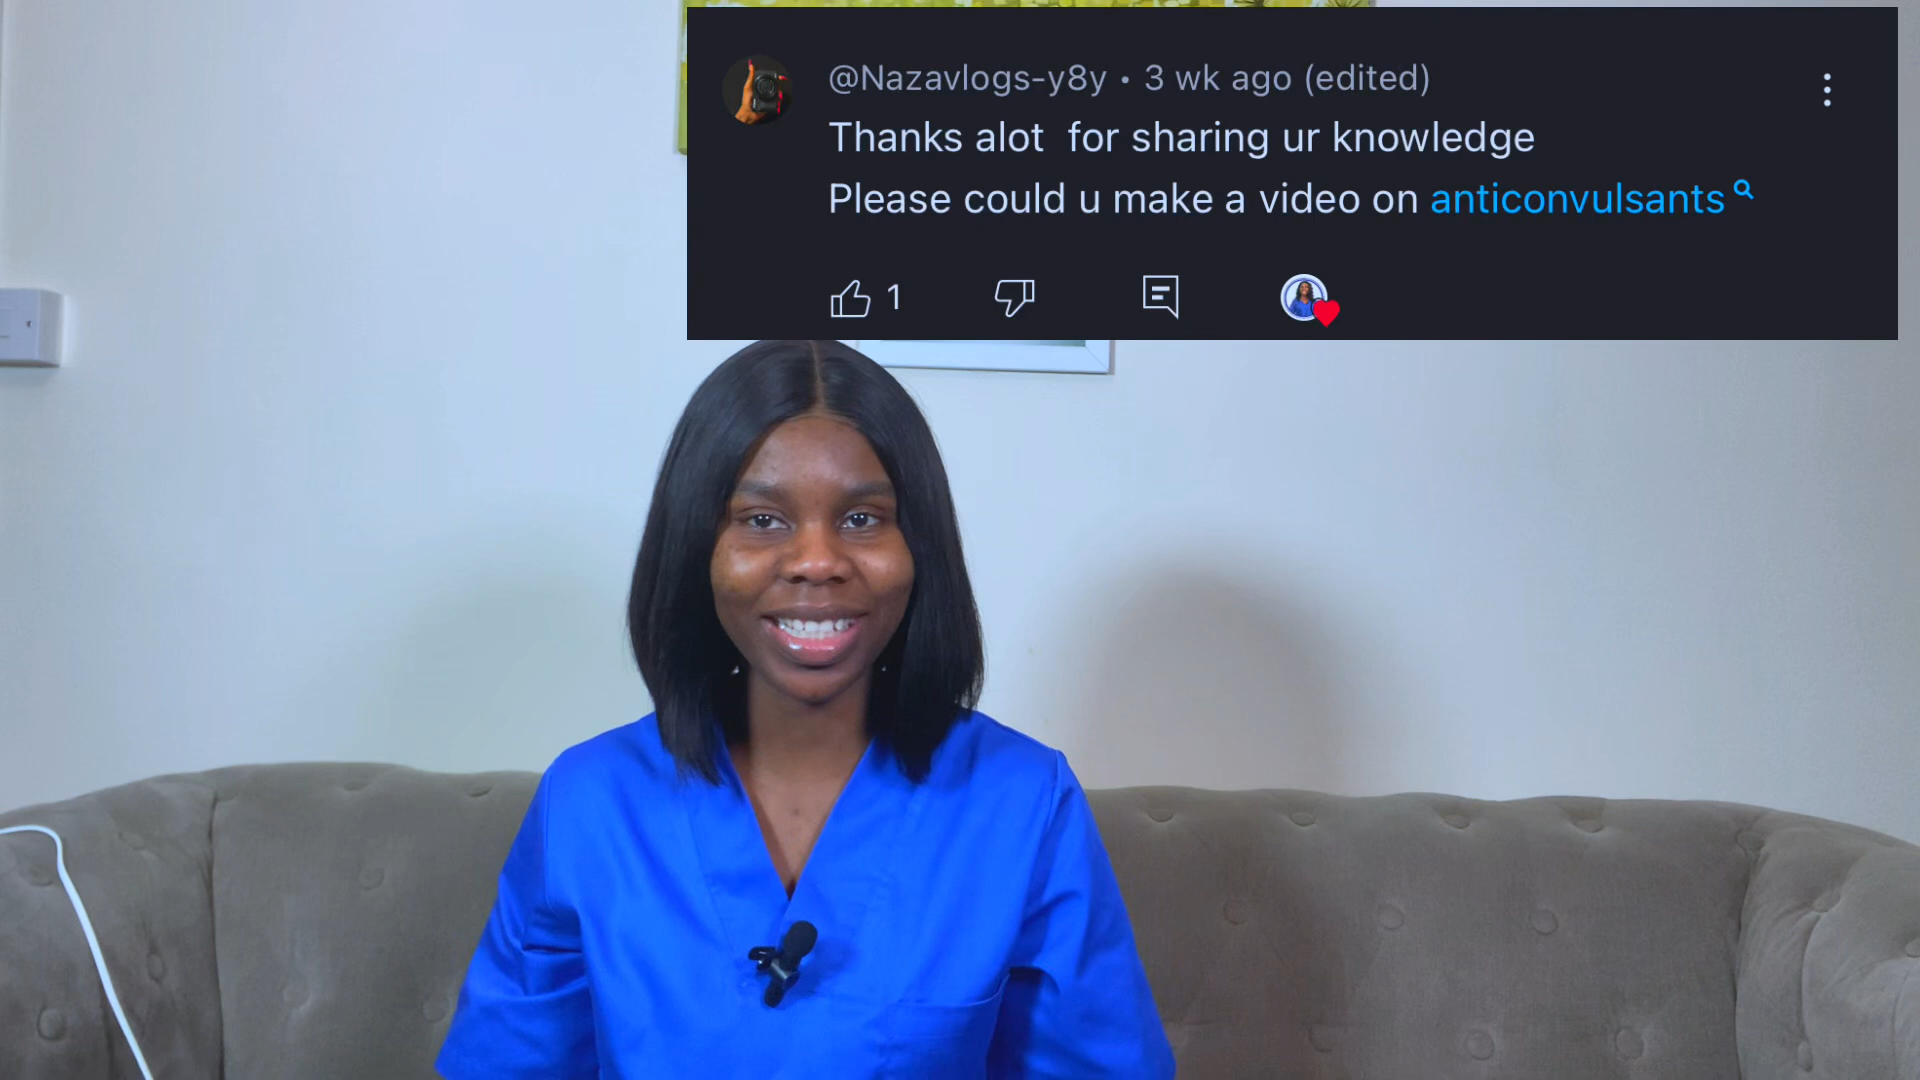 @Nazavlogs-y8y • 3 wk ago (edited)
Thanks alot  for sharing ur knowledge
Please could u make a video on anticonvulsants
1